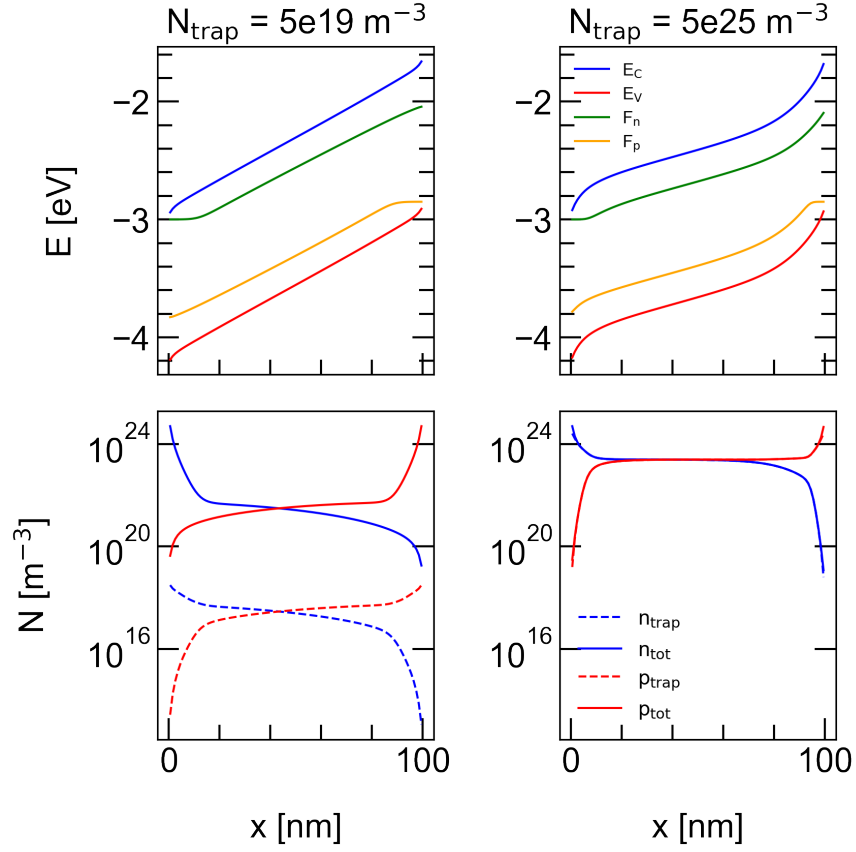 N_trap = 5e19 m^−3
N_trap = 5e25 m^−3
E [eV]
−2
−3
−4
−2
−3
−4
E_C
E_V
F_n
F_p
N [m^−3]
10^24
10^20
10^16
10^24
10^20
10^16
n_trap
n_tot
p_trap
p_tot
0
100
0
100
x [nm]
x [nm]